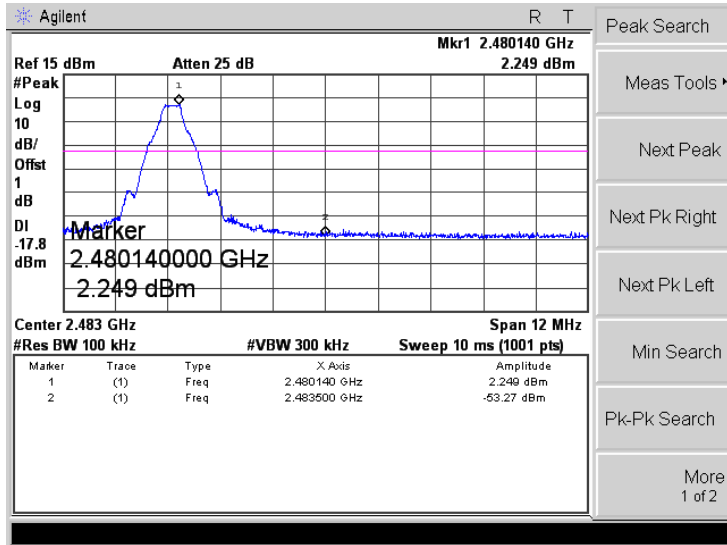 Agilent R T
Mkr1 2.480140 GHz
Ref 15 dBm Atten 25 dB 2.249 dBm
#Peak
Log
10
dB/
Offst
1
dB
DI
-17.8
dBm
1
2
Marker
2.480140000 GHz
2.249 dBm
Center 2.483 GHz Span 12 MHz
#Res BW 100 kHz #VBW 300 kHz Sweep 10 ms (1001 pts)
Marker Trace Type X Axis Amplitude
1 (1) Freq 2.480140 GHz 2.249 dBm
2 (1) Freq 2.483500 GHz -53.27 dBm
Peak Search
Meas Tools
Next Peak
Next Pk Right
Next Pk Left
Min Search
Pk-Pk Search
More
1 of 2